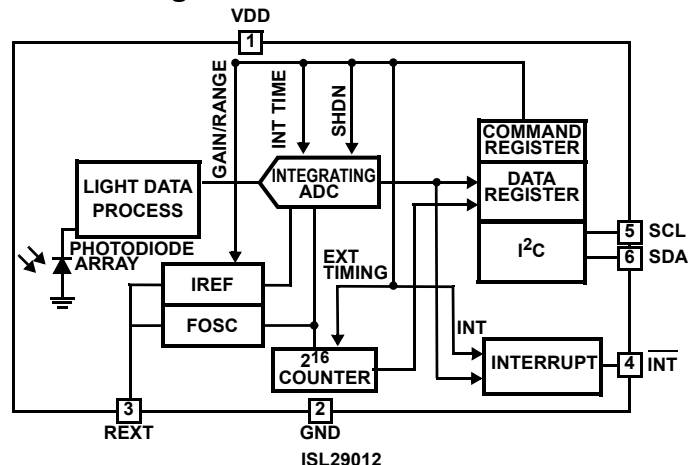 VDD
1
GAIN/RANGE
INT TIME
SHDN
COMMAND
REGISTER
LIGHT DATA
PROCESS
INTEGRATING
ADC
DATA
REGISTER
I²C
5 SCL
6 SDA
PHOTODIODE
ARRAY
IREF
FOSC
EXT
TIMING
INT
2¹⁶
COUNTER
INTERRUPT
4 INT
3
REXT
2
GND
ISL29012